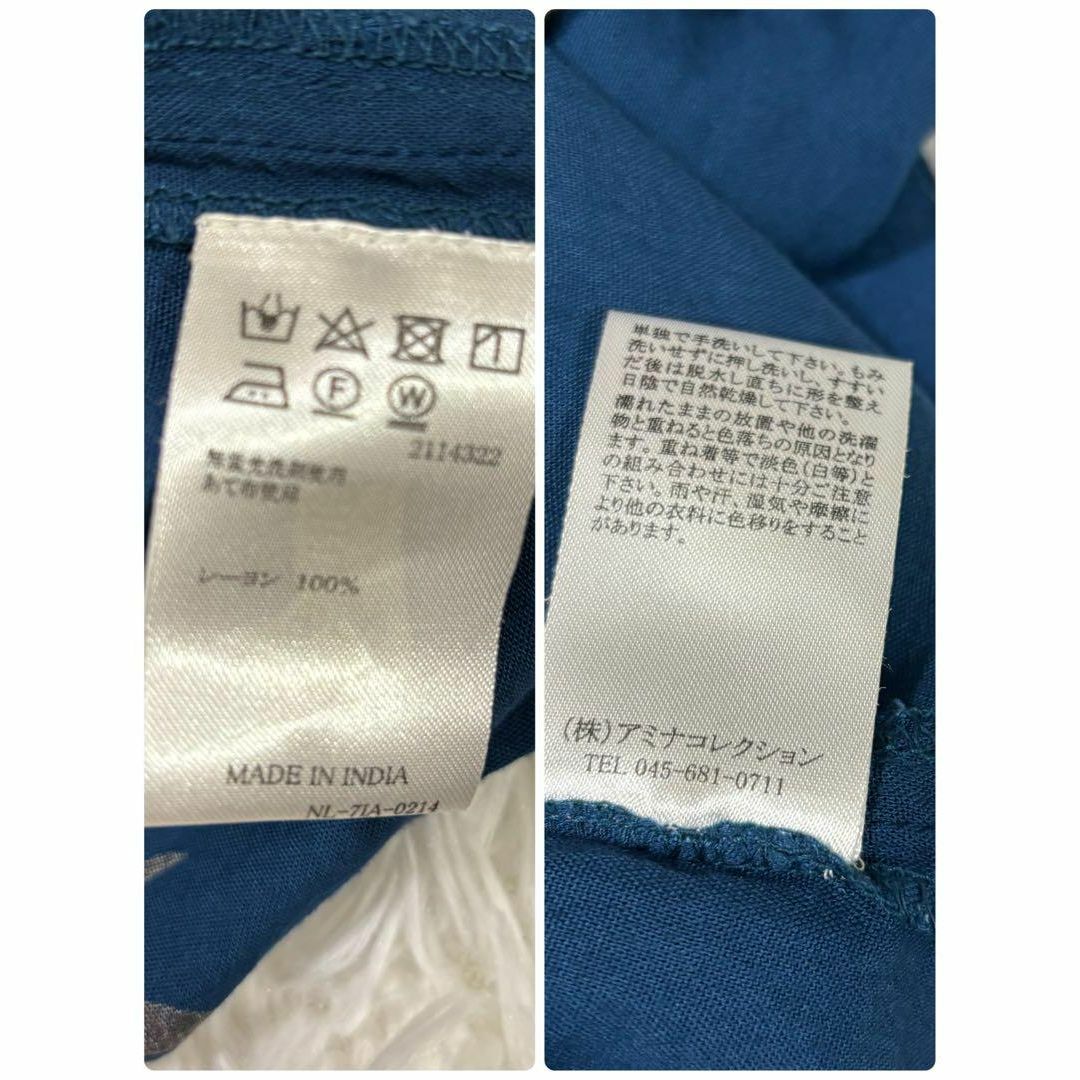 F
W
2114322
無蛍光洗剤使用
あて布使用
レーヨン 100%
MADE IN INDIA
NL-7IA-0214
単独で手洗いして下さい。もみ
洗いせずに押し洗いし、すすい
だ後は脱水し直ちに形を整え
日陰で自然乾燥して下さい。
濡れたままの放置や他の洗濯
物と重ねると色落ちの原因となり
ます。重ね着等で淡色(白等)と
の組み合わせには十分ご注意
下さい。雨や汗、湿気や摩擦に
より他の衣料に色移りをすること
があります。
(株)アミナコレクション
TEL 045-681-0711